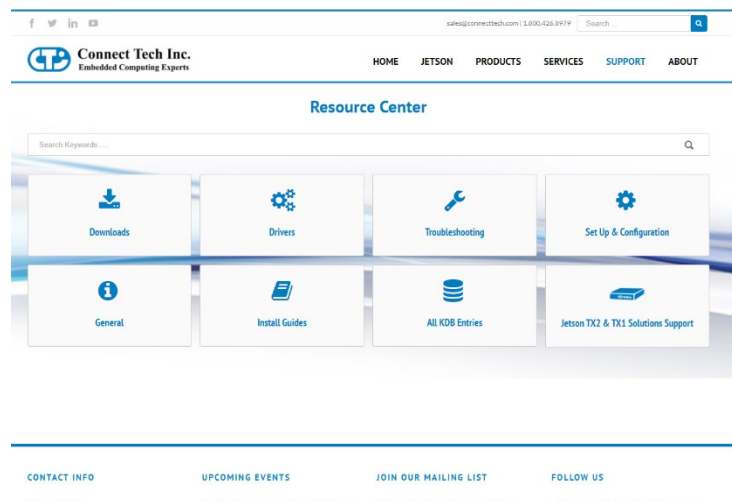 sales@connecttech.com | 1.800.426.8979
Search ...
Connect Tech Inc.
Embedded Computing Experts
HOME JETSON PRODUCTS SERVICES SUPPORT ABOUT
Resource Center
Search Keywords .....
Downloads
Drivers
Troubleshooting
Set Up & Configuration
General
Install Guides
All KDB Entries
Jetson TX2 & TX1 Solutions Support
CONTACT INFO
UPCOMING EVENTS
JOIN OUR MAILING LIST
FOLLOW US